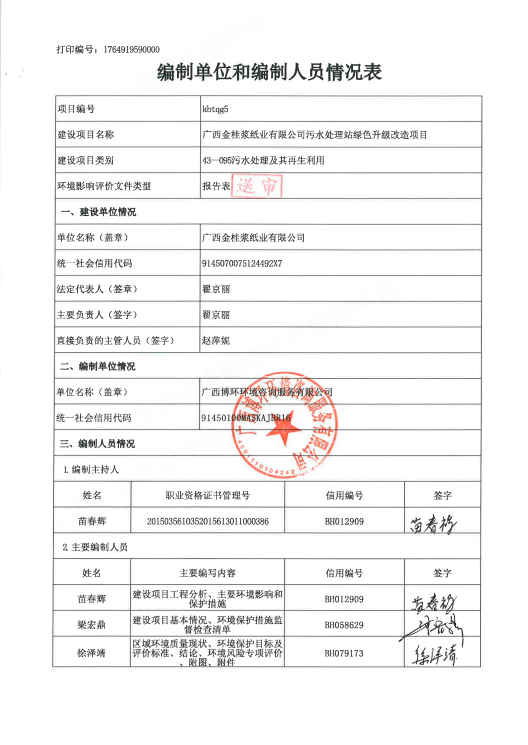 打印编号：1764919590000
编制单位和编制人员情况表
项目编号 kbtqg5
建设项目名称 广西金桂浆纸业有限公司污水处理站绿色升级改造项目
建设项目类别 43—095污水处理及其再生利用
环境影响评价文件类型 报告表 送审
一、建设单位情况
单位名称（盖章） 广西金桂浆纸业有限公司
统一社会信用代码 9145070075124492X7
法定代表人（签章） 翟京丽
主要负责人（签字） 翟京丽
直接负责的主管人员（签字） 赵萍妮
二、编制单位情况
单位名称（盖章） 广西博环环境咨询服务有限公司
统一社会信用代码
三、编制人员情况
1.编制主持人
姓名 职业资格证书管理号 信用编号 签字
苗春辉 2015035610352015613011000386 BH012909 苗春辉
2.主要编制人员
姓名 主要编写内容 信用编号 签字
苗春辉 建设项目工程分析、主要环境影响和
保护措施 BH012909 苗春辉
梁宏鼎 建设项目基本情况、环境保护措施监
督检查清单 BH058629
徐泽靖 区域环境质量现状、环境保护目标及
评价标准、结论、环境风险专项评价
、附图、附件 BH079173 徐泽靖